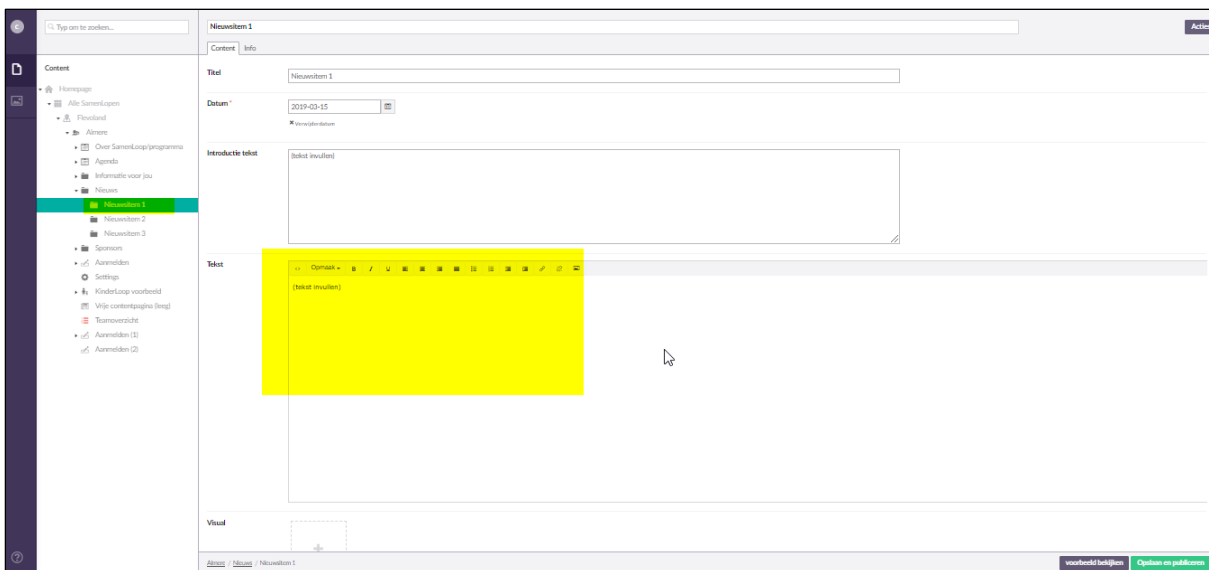 C
Typ om te zoeken...
Nieuwsitem 1
Acties
Content
Info
Content
Homepage
Alle SamenLopen
Flevoland
Almere
Over SamenLoop/programma
Agenda
Informatie voor jou
Nieuws
Nieuwsitem 1
Nieuwsitem 2
Nieuwsitem 3
Sponsors
Aanmelden
Settings
KinderLoop voorbeeld
Vrije contentpagina (leeg)
Teamoverzicht
Aanmelden (1)
Aanmelden (2)
Titel
Nieuwsitem 1
Datum *
2019-03-15
Verwijder datum
Introductie tekst
(tekst invullen)
Tekst
Opmaak B I U
(tekst invullen)
Visual
Almere / Nieuws / Nieuwsitem 1
voorbeeld bekijken
Opslaan en publiceren